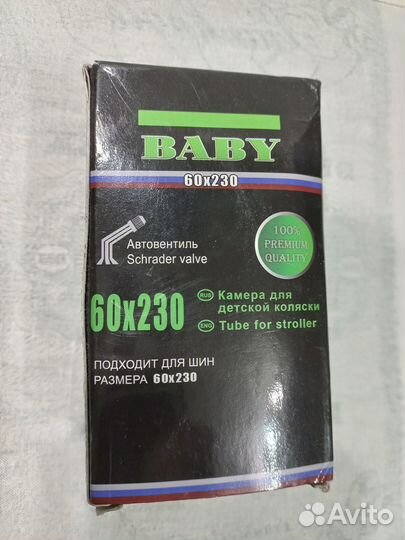 BABY
60x230
Автовентиль
Schrader valve
100%
PREMIUM
QUALITY
60x230
RUS Камера для
детской коляски
ENG Tube for stroller
ПОДХОДИТ ДЛЯ ШИН
РАЗМЕРА 60x230
Avito